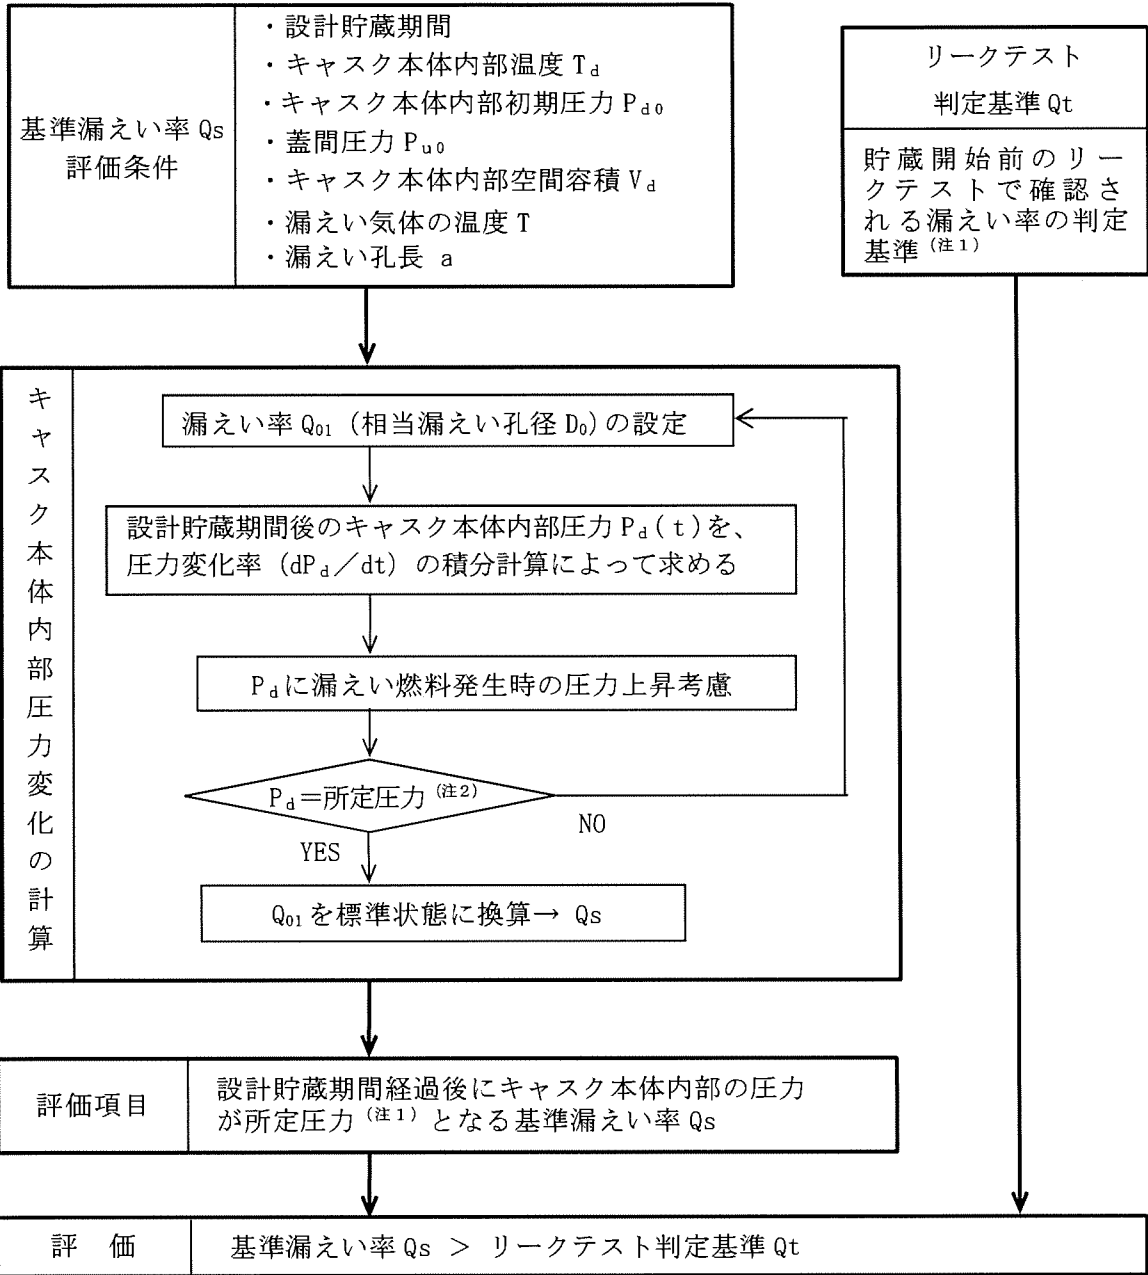 基準漏えい率 Qs
評価条件
・設計貯蔵期間
・キャスク本体内部温度 Td
・キャスク本体内部初期圧力 Pd0
・蓋間圧力 Pu0
・キャスク本体内部空間容積 Vd
・漏えい気体の温度 T
・漏えい孔長 a
リークテスト
判定基準 Qt
貯蔵開始前のリー
クテストで確認さ
れる漏えい率の判定
基準(注1)
キャスク本体内部圧力変化の計算
漏えい率 Q01 (相当漏えい孔径 D0)の設定
設計貯蔵期間後のキャスク本体内部圧力 Pd(t)を、
圧力変化率 (dPd/dt) の積分計算によって求める
Pdに漏えい燃料発生時の圧力上昇考慮
Pd=所定圧力(注2)
NO
YES
Q01を標準状態に換算→ Qs
評価項目
設計貯蔵期間経過後にキャスク本体内部の圧力
が所定圧力(注1)となる基準漏えい率 Qs
評 価
基準漏えい率 Qs > リークテスト判定基準 Qt